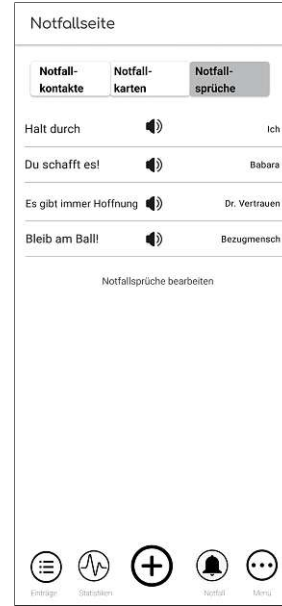 Notfallseite
Notfall- Notfall- Notfall-
kontakte karten sprüche
Halt durch Ich
Du schafft es! Babara
Es gibt immer Hoffnung Dr. Vertrauen
Bleib am Ball! Bezugmensch
Notfallsprüche bearbeiten
Einträge Statistiken Notfall Menü